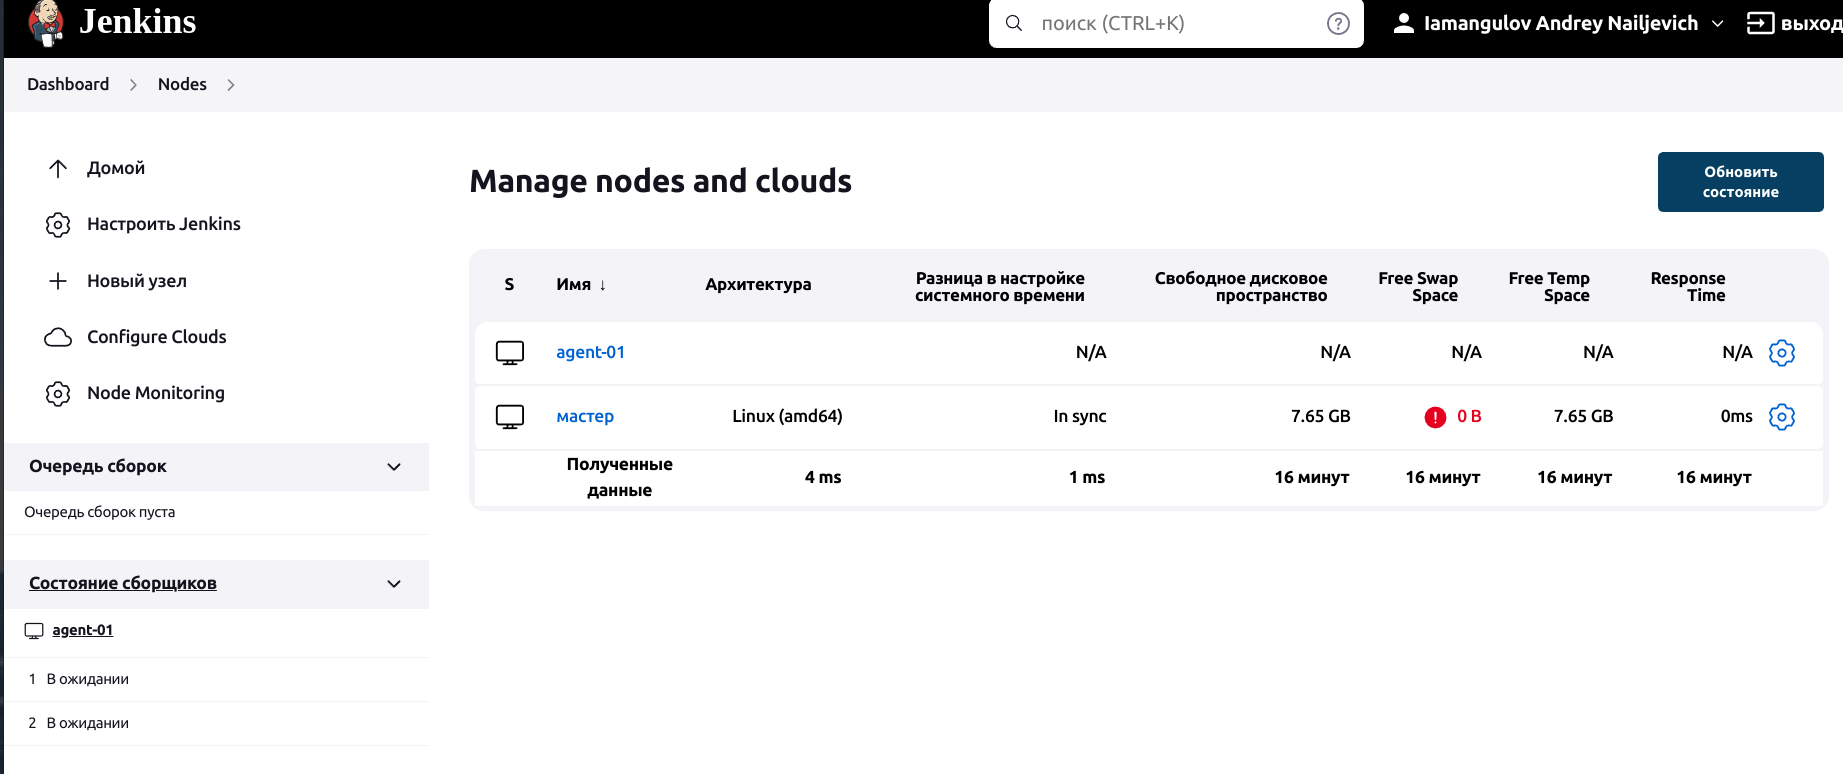 Jenkins
поиск (CTRL+K)
Iamangulov Andrey Nailjevich
выход
Dashboard
Nodes
Домой
Настроить Jenkins
Новый узел
Configure Clouds
Node Monitoring
Очередь сборок
Очередь сборок пуста
Состояние сборщиков
agent-01
1 В ожидании
2 В ожидании
Manage nodes and clouds
Обновить
состояние
S
Имя ↓
Архитектура
Разница в настройке
системного времени
Свободное дисковое
пространство
Free Swap
Space
Free Temp
Space
Response
Time
agent-01 N/A N/A N/A N/A N/A
мастер Linux (amd64) In sync 7.65 GB 0 B 7.65 GB 0ms
Полученные
данные
4 ms 1 ms 16 минут 16 минут 16 минут 16 минут